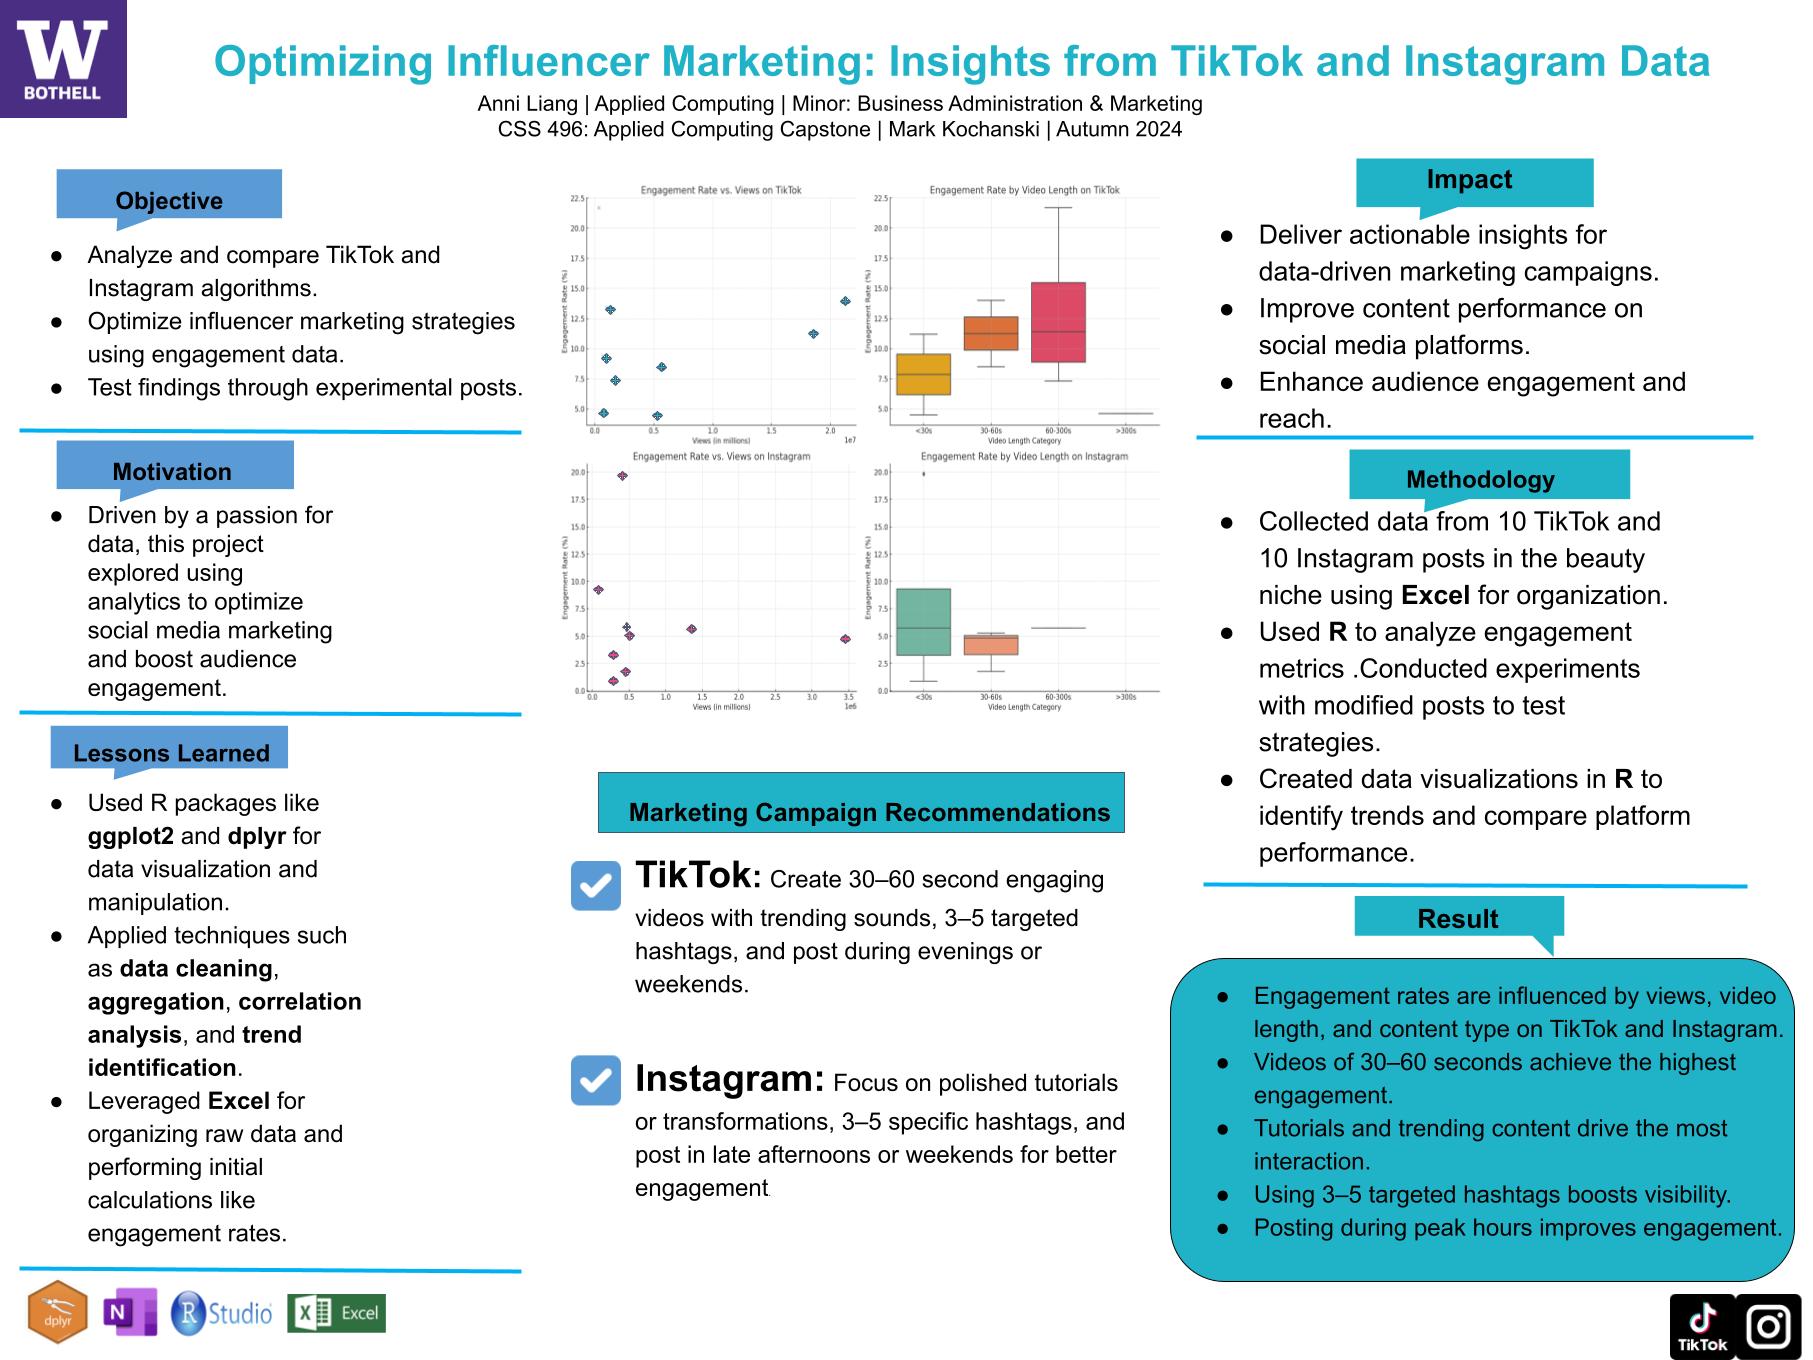 W
BOTHELL
Optimizing Influencer Marketing: Insights from TikTok and Instagram Data
Anni Liang | Applied Computing | Minor: Business Administration & Marketing
CSS 496: Applied Computing Capstone | Mark Kochanski | Autumn 2024
Objective
● Analyze and compare TikTok and
Instagram algorithms.
● Optimize influencer marketing strategies
using engagement data.
● Test findings through experimental posts.
Motivation
● Driven by a passion for
data, this project
explored using
analytics to optimize
social media marketing
and boost audience
engagement.
Lessons Learned
● Used R packages like
ggplot2 and dplyr for
data visualization and
manipulation.
● Applied techniques such
as data cleaning,
aggregation, correlation
analysis, and trend
identification.
● Leveraged Excel for
organizing raw data and
performing initial
calculations like
engagement rates.
dplyr
N
R Studio
X Excel
Engagement Rate vs. Views on TikTok
Engagement Rate (%)
22.5
20.0
17.5
15.0
12.5
10.0
7.5
5.0
0.0 0.5 1.0 1.5 2.0
1e7
Views (in millions)
Engagement Rate by Video Length on TikTok
Engagement Rate (%)
22.5
20.0
17.5
15.0
12.5
10.0
7.5
5.0
<30s 30-60s 60-300s >300s
Video Length Category
Engagement Rate vs. Views on Instagram
Engagement Rate (%)
20.0
17.5
15.0
12.5
10.0
7.5
5.0
2.5
0.0
0.0 0.5 1.0 1.5 2.0 2.5 3.0 3.5
1e6
Views (in millions)
Engagement Rate by Video Length on Instagram
Engagement Rate (%)
20.0
17.5
15.0
12.5
10.0
7.5
5.0
2.5
0.0
<30s 30-60s 60-300s >300s
Video Length Category
Marketing Campaign Recommendations
TikTok: Create 30–60 second engaging
videos with trending sounds, 3–5 targeted
hashtags, and post during evenings or
weekends.
Instagram: Focus on polished tutorials
or transformations, 3–5 specific hashtags, and
post in late afternoons or weekends for better
engagement.
Impact
● Deliver actionable insights for
data-driven marketing campaigns.
● Improve content performance on
social media platforms.
● Enhance audience engagement and
reach.
Methodology
● Collected data from 10 TikTok and
10 Instagram posts in the beauty
niche using Excel for organization.
● Used R to analyze engagement
metrics .Conducted experiments
with modified posts to test
strategies.
● Created data visualizations in R to
identify trends and compare platform
performance.
Result
● Engagement rates are influenced by views, video
length, and content type on TikTok and Instagram.
● Videos of 30–60 seconds achieve the highest
engagement.
● Tutorials and trending content drive the most
interaction.
● Using 3–5 targeted hashtags boosts visibility.
● Posting during peak hours improves engagement.
TikTok